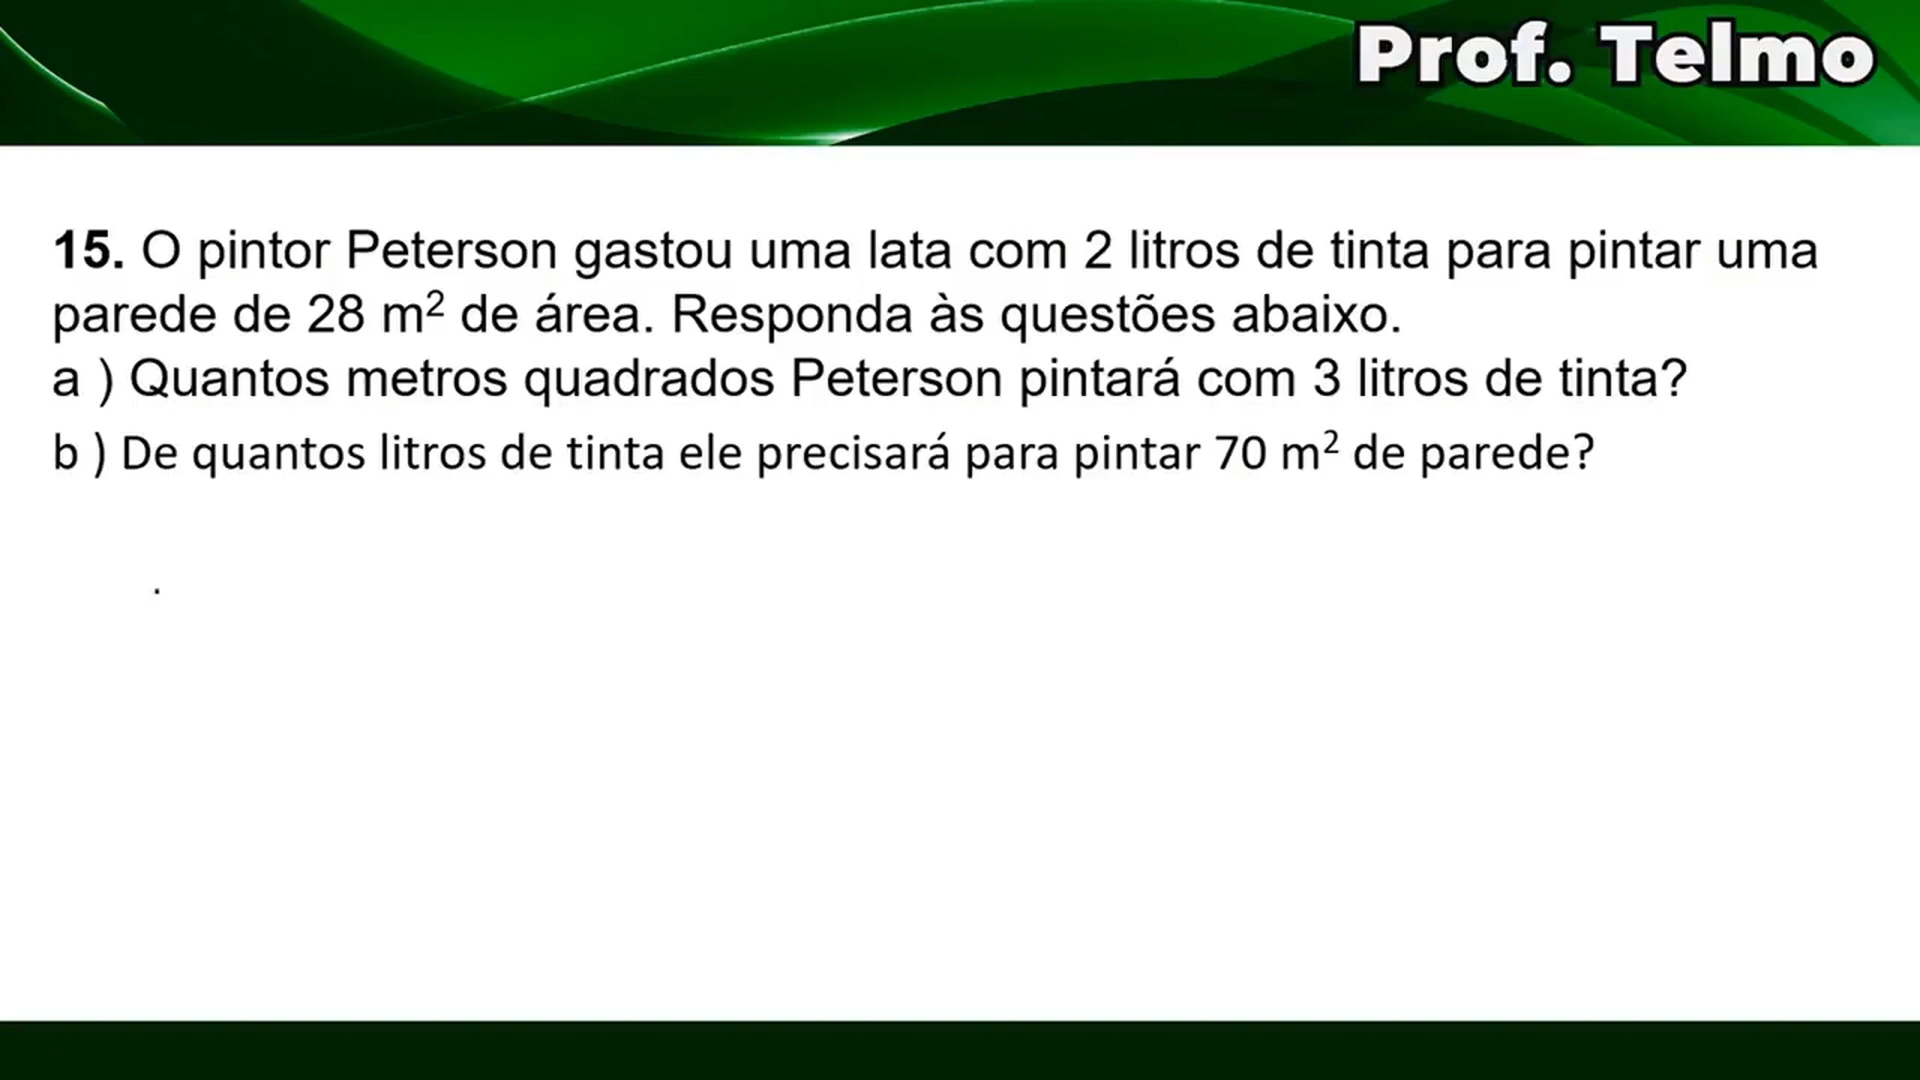 Prof. Telmo
15. O pintor Peterson gastou uma lata com 2 litros de tinta para pintar uma
parede de 28 m² de área. Responda às questões abaixo.
a ) Quantos metros quadrados Peterson pintará com 3 litros de tinta?
b ) De quantos litros de tinta ele precisará para pintar 70 m² de parede?
.